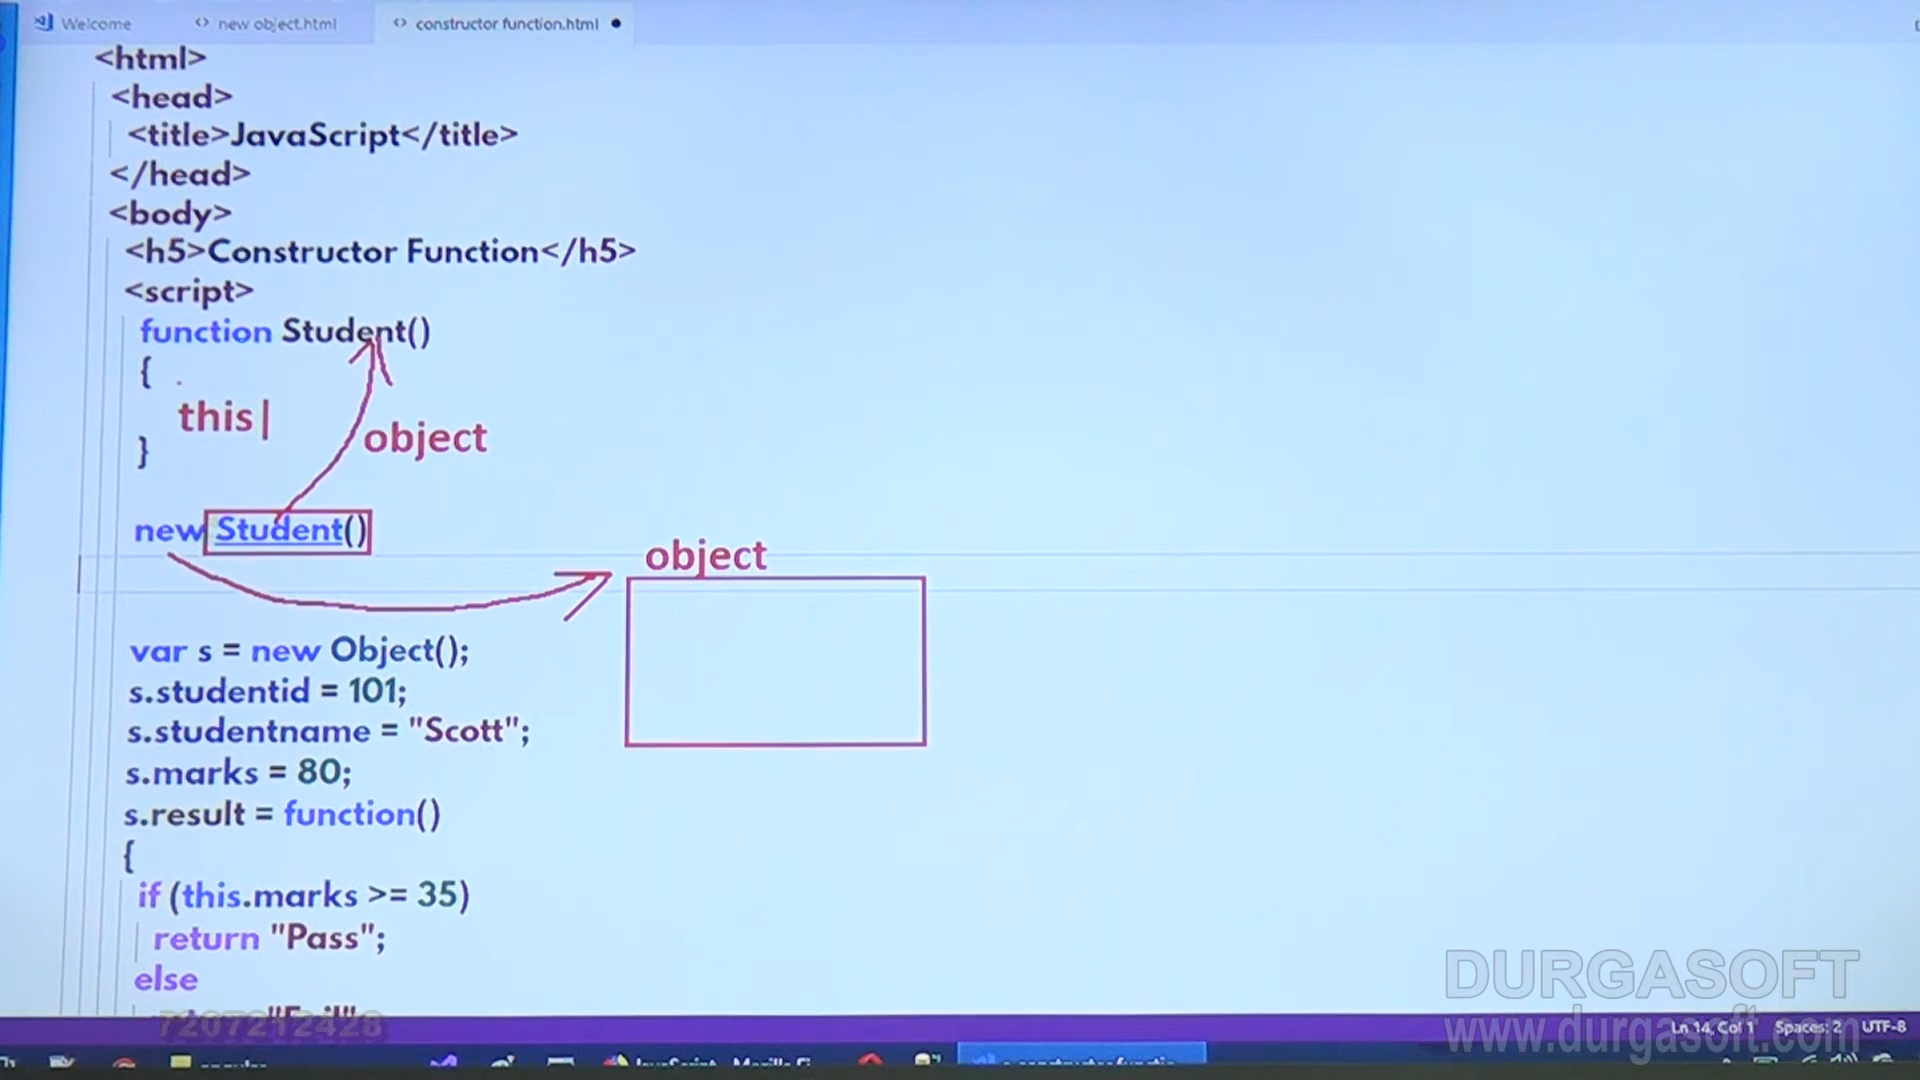 Welcome
new object.html
constructor function.html
<html>
<head>
<title>JavaScript</title>
</head>
<body>
<h5>Constructor Function</h5>
<script>
function Student()
{
this|
object
}
new Student()
object
var s = new Object();
s.studentid = 101;
s.studentname = "Scott";
s.marks = 80;
s.result = function()
{
if (this.marks >= 35)
return "Pass";
else
7207212428
DURGASOFT
www.durgasoft.com
Ln 14, Col 1
Spaces: 2
UTF-8